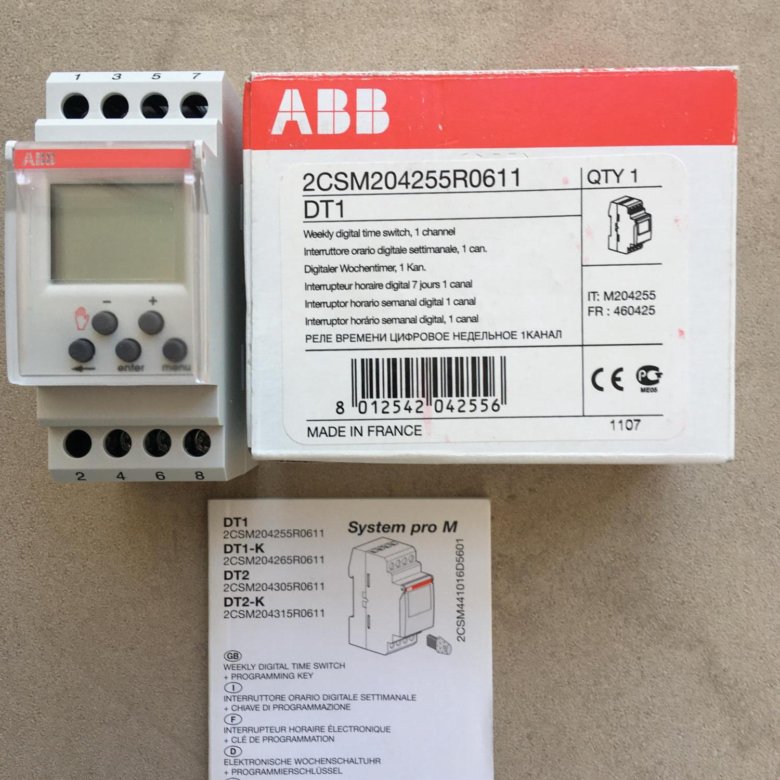 1 3 5 7
ABB
− +
enter menu
2 4 6 8
ABB
2CSM204255R0611
QTY 1
DT1
Weekly digital time switch, 1 channel
Interruttore orario digitale settimanale, 1 can.
Digitaler Wochentimer, 1 Kan.
Interrupteur horaire digital 7 jours 1 canal
Interruptor horario semanal digital 1 canal
Interruptor horário semanal digital, 1 canal
РЕЛЕ ВРЕМЕНИ ЦИФРОВОЕ НЕДЕЛЬНОЕ 1КАНАЛ
IT: M204255
FR : 460425
8 012542 042556
CE
ME06
MADE IN FRANCE
1107
DT1
2CSM204255R0611
DT1-K
2CSM204265R0611
DT2
2CSM204305R0611
DT2-K
2CSM204315R0611
System pro M
2CSM441016D5601
GB
WEEKLY DIGITAL TIME SWITCH
+ PROGRAMMING KEY
I
INTERRUTTORE ORARIO DIGITALE SETTIMANALE
+ CHIAVE DI PROGRAMMAZIONE
F
INTERRUPTEUR HORAIRE ÉLECTRONIQUE
+ CLÉ DE PROGRAMMATION
D
ELEKTRONISCHE WOCHENSCHALTUHR
+ PROGRAMMIERSCHLÜSSEL